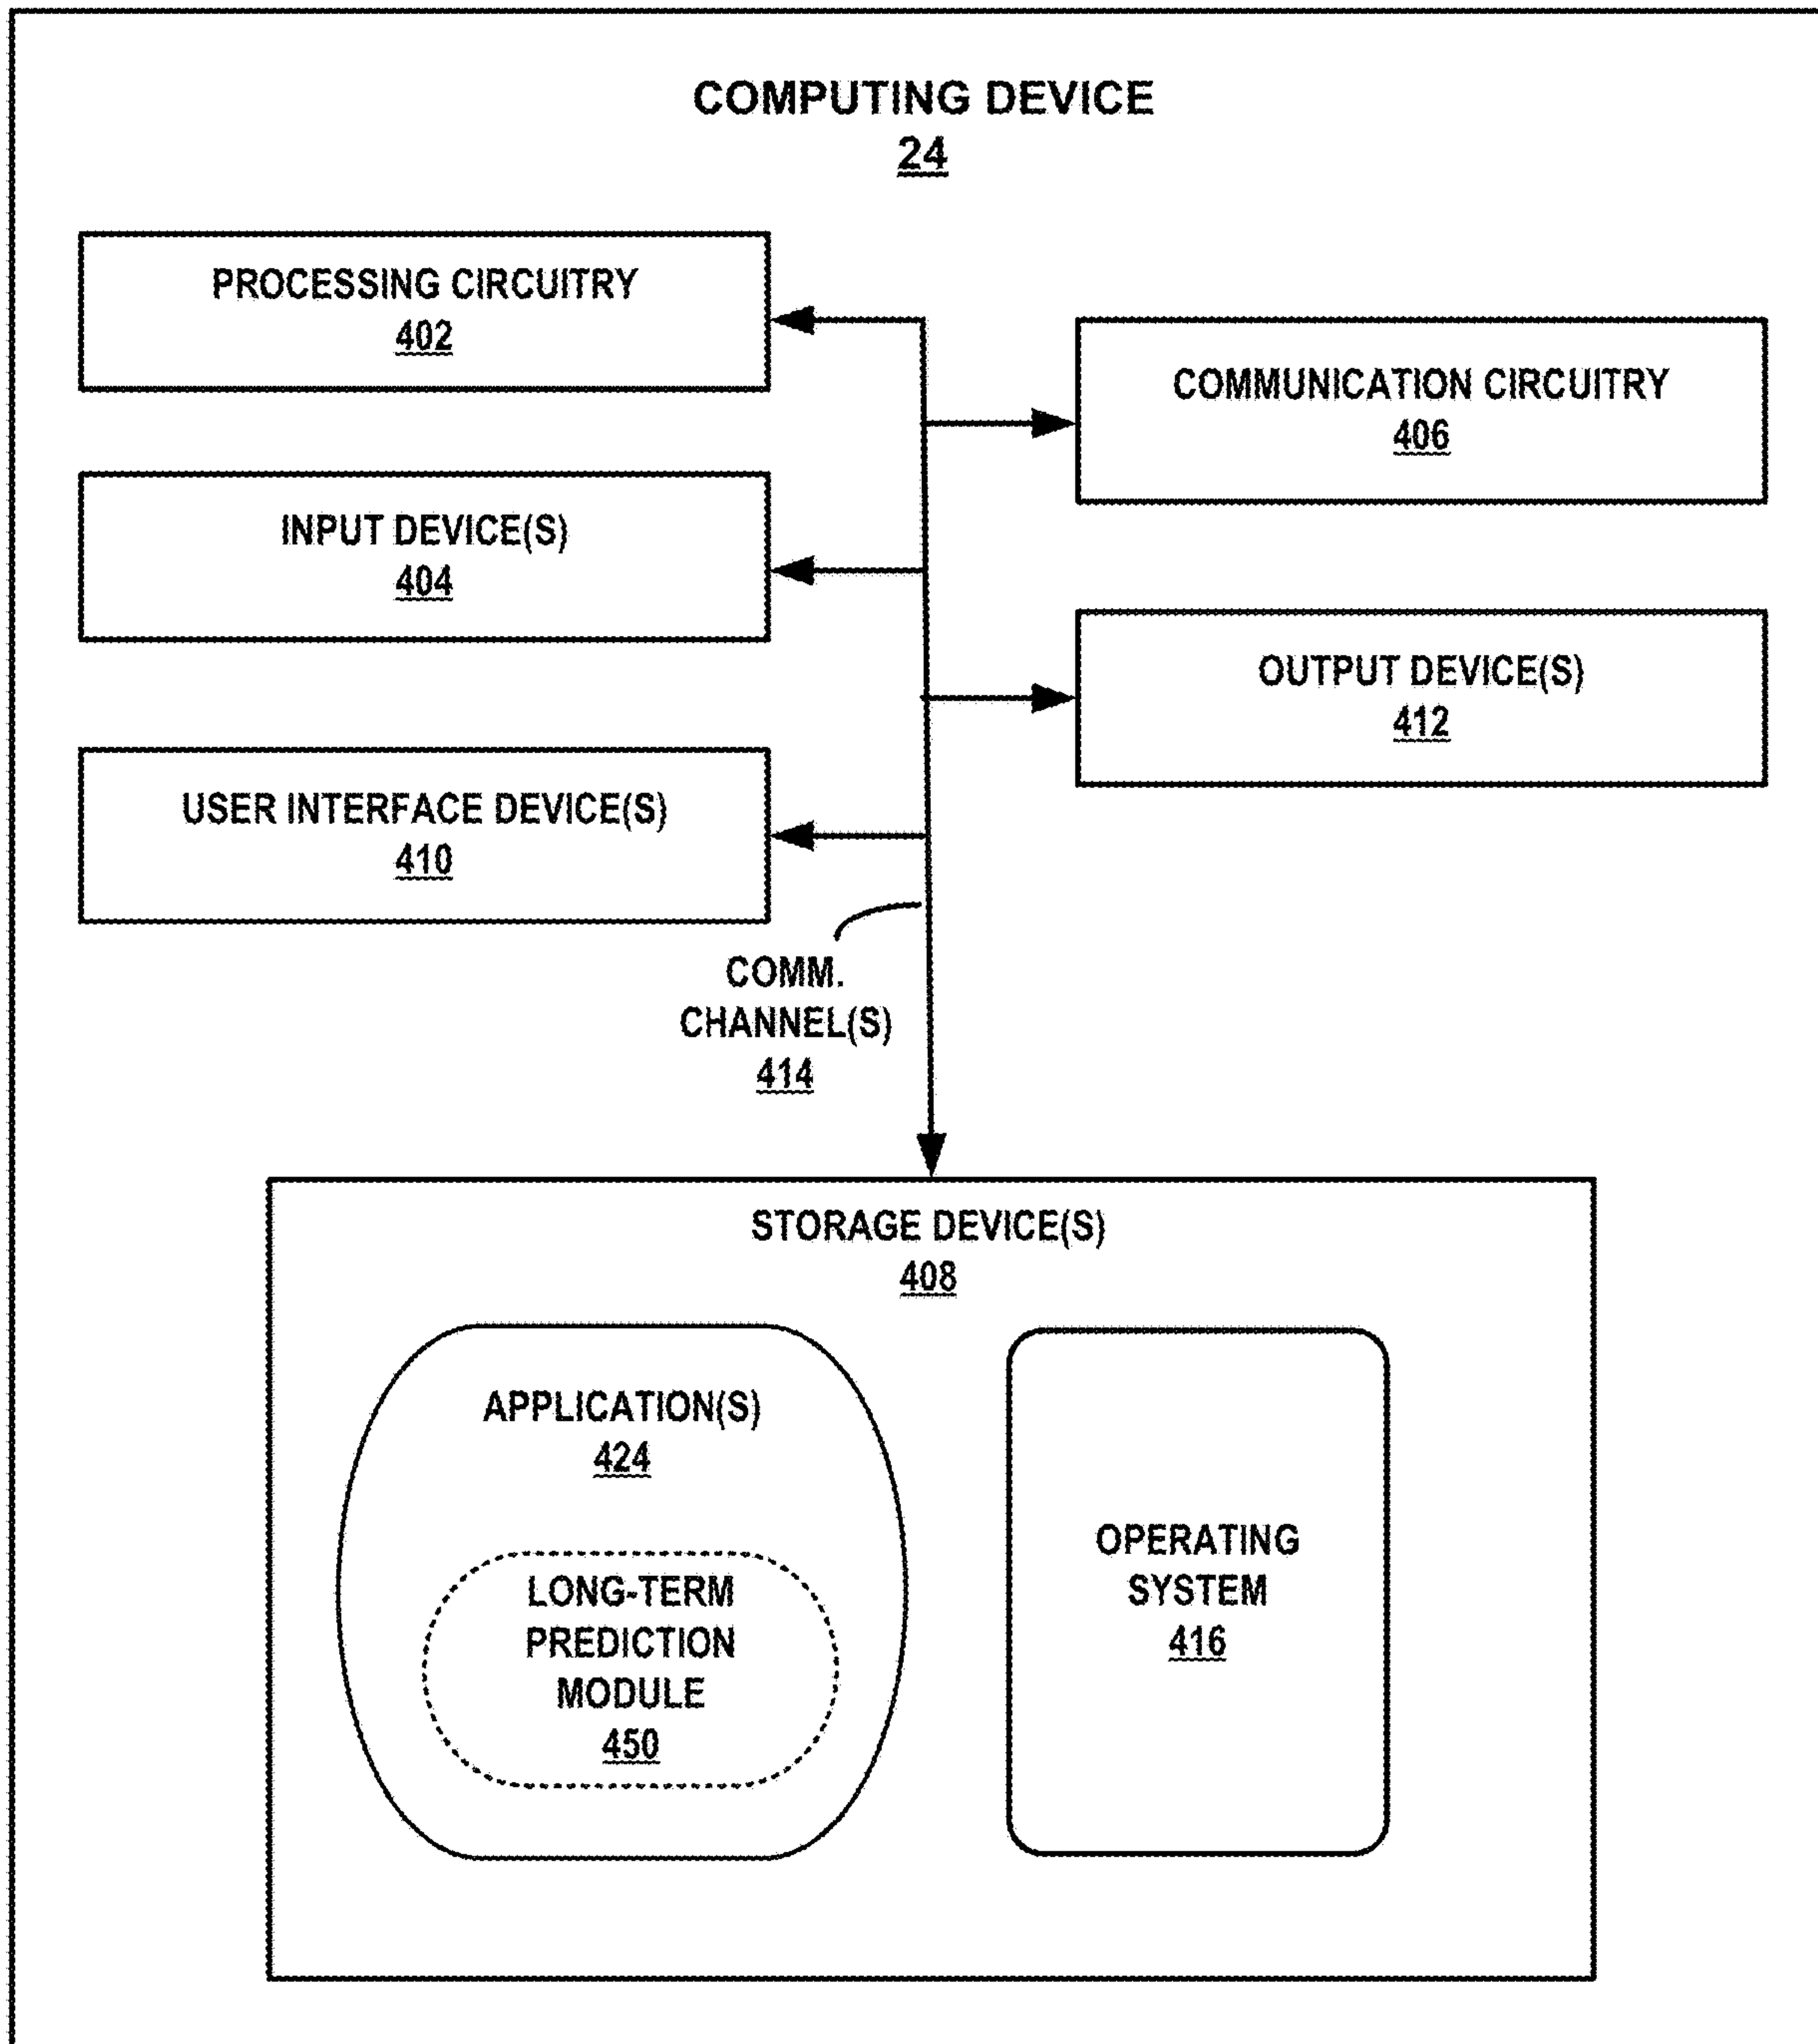 COMPUTING DEVICE
24
PROCESSING CIRCUITRY
402
COMMUNICATION CIRCUITRY
406
INPUT DEVICE(S)
404
OUTPUT DEVICE(S)
412
USER INTERFACE DEVICE(S)
410
COMM.
CHANNEL(S)
414
STORAGE DEVICE(S)
408
APPLICATION(S)
424
LONG-TERM
PREDICTION
MODULE
450
OPERATING
SYSTEM
416